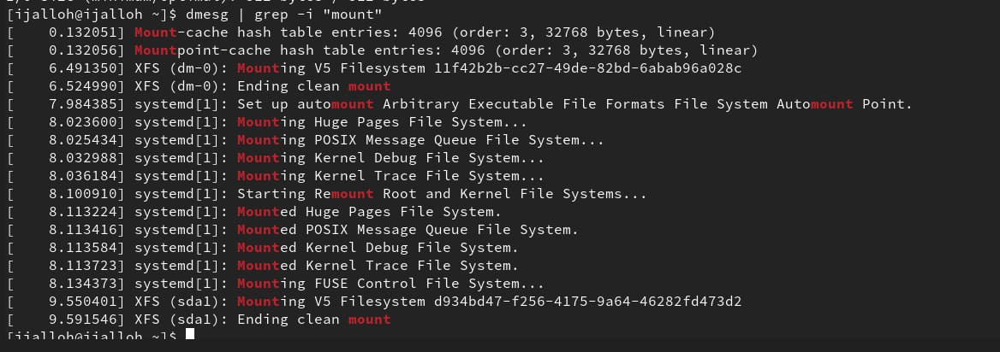 [ijalloh@ijalloh ~]$ dmesg | grep -i "mount"
[    0.132051] Mount-cache hash table entries: 4096 (order: 3, 32768 bytes, linear)
[    0.132056] Mountpoint-cache hash table entries: 4096 (order: 3, 32768 bytes, linear)
[    6.491350] XFS (dm-0): Mounting V5 Filesystem 11f42b2b-cc27-49de-82bd-6abab96a028c
[    6.524990] XFS (dm-0): Ending clean mount
[    7.984385] systemd[1]: Set up automount Arbitrary Executable File Formats File System Automount Point.
[    8.023600] systemd[1]: Mounting Huge Pages File System...
[    8.025434] systemd[1]: Mounting POSIX Message Queue File System...
[    8.032988] systemd[1]: Mounting Kernel Debug File System...
[    8.036184] systemd[1]: Mounting Kernel Trace File System...
[    8.100910] systemd[1]: Starting Remount Root and Kernel File Systems...
[    8.113224] systemd[1]: Mounted Huge Pages File System.
[    8.113416] systemd[1]: Mounted POSIX Message Queue File System.
[    8.113584] systemd[1]: Mounted Kernel Debug File System.
[    8.113723] systemd[1]: Mounted Kernel Trace File System.
[    8.134373] systemd[1]: Mounting FUSE Control File System...
[    9.550401] XFS (sda1): Mounting V5 Filesystem d934bd47-f256-4175-9a64-46282fd473d2
[    9.591546] XFS (sda1): Ending clean mount
[ijalloh@ijalloh ~]$